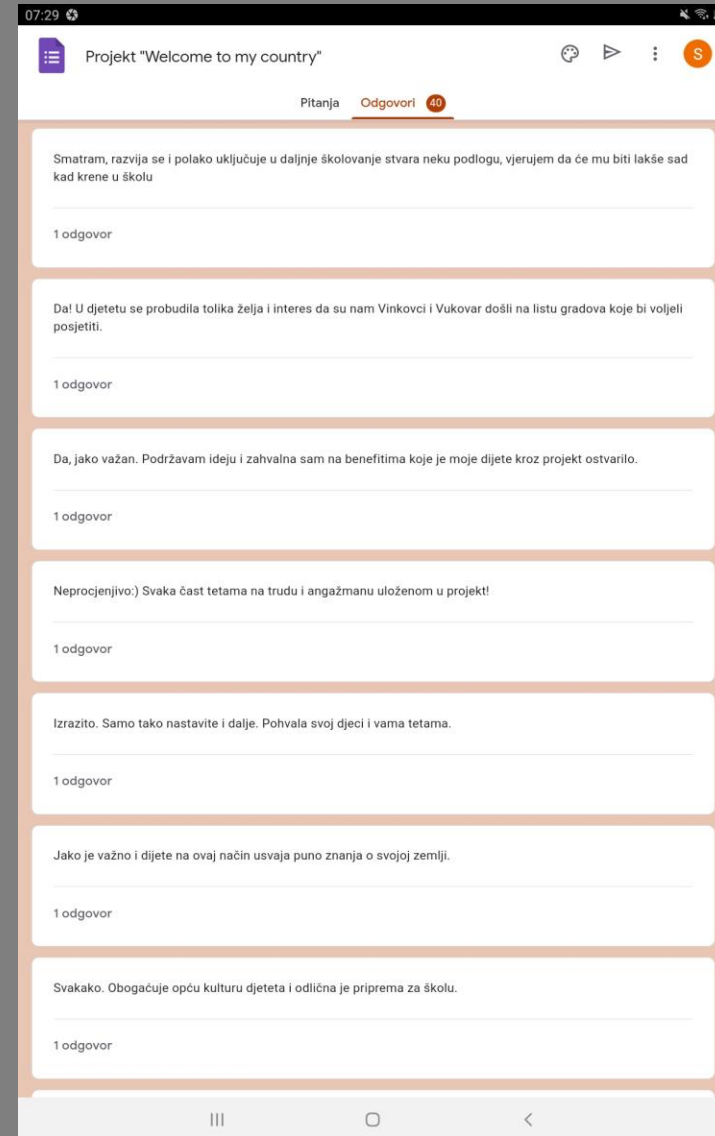 07:29
Projekt "Welcome to my country"
S
Pitanja Odgovori 40
Smatram, razvija se i polako uključuje u daljnje školovanje stvara neku podlogu, vjerujem da će mu biti lakše sad
kad krene u školu
1 odgovor
Da! U djetetu se probudila tolika želja i interes da su nam Vinkovci i Vukovar došli na listu gradova koje bi voljeli
posjetiti.
1 odgovor
Da, jako važan. Podržavam ideju i zahvalna sam na benefitima koje je moje dijete kroz projekt ostvarilo.
1 odgovor
Neprocjenjivo:) Svaka čast tetama na trudu i angažmanu uloženom u projekt!
1 odgovor
Izrazito. Samo tako nastavite i dalje. Pohvala svoj djeci i vama tetama.
1 odgovor
Jako je važno i dijete na ovaj način usvaja puno znanja o svojoj zemlji.
1 odgovor
Svakako. Obogaćuje opću kulturu djeteta i odlična je priprema za školu.
1 odgovor